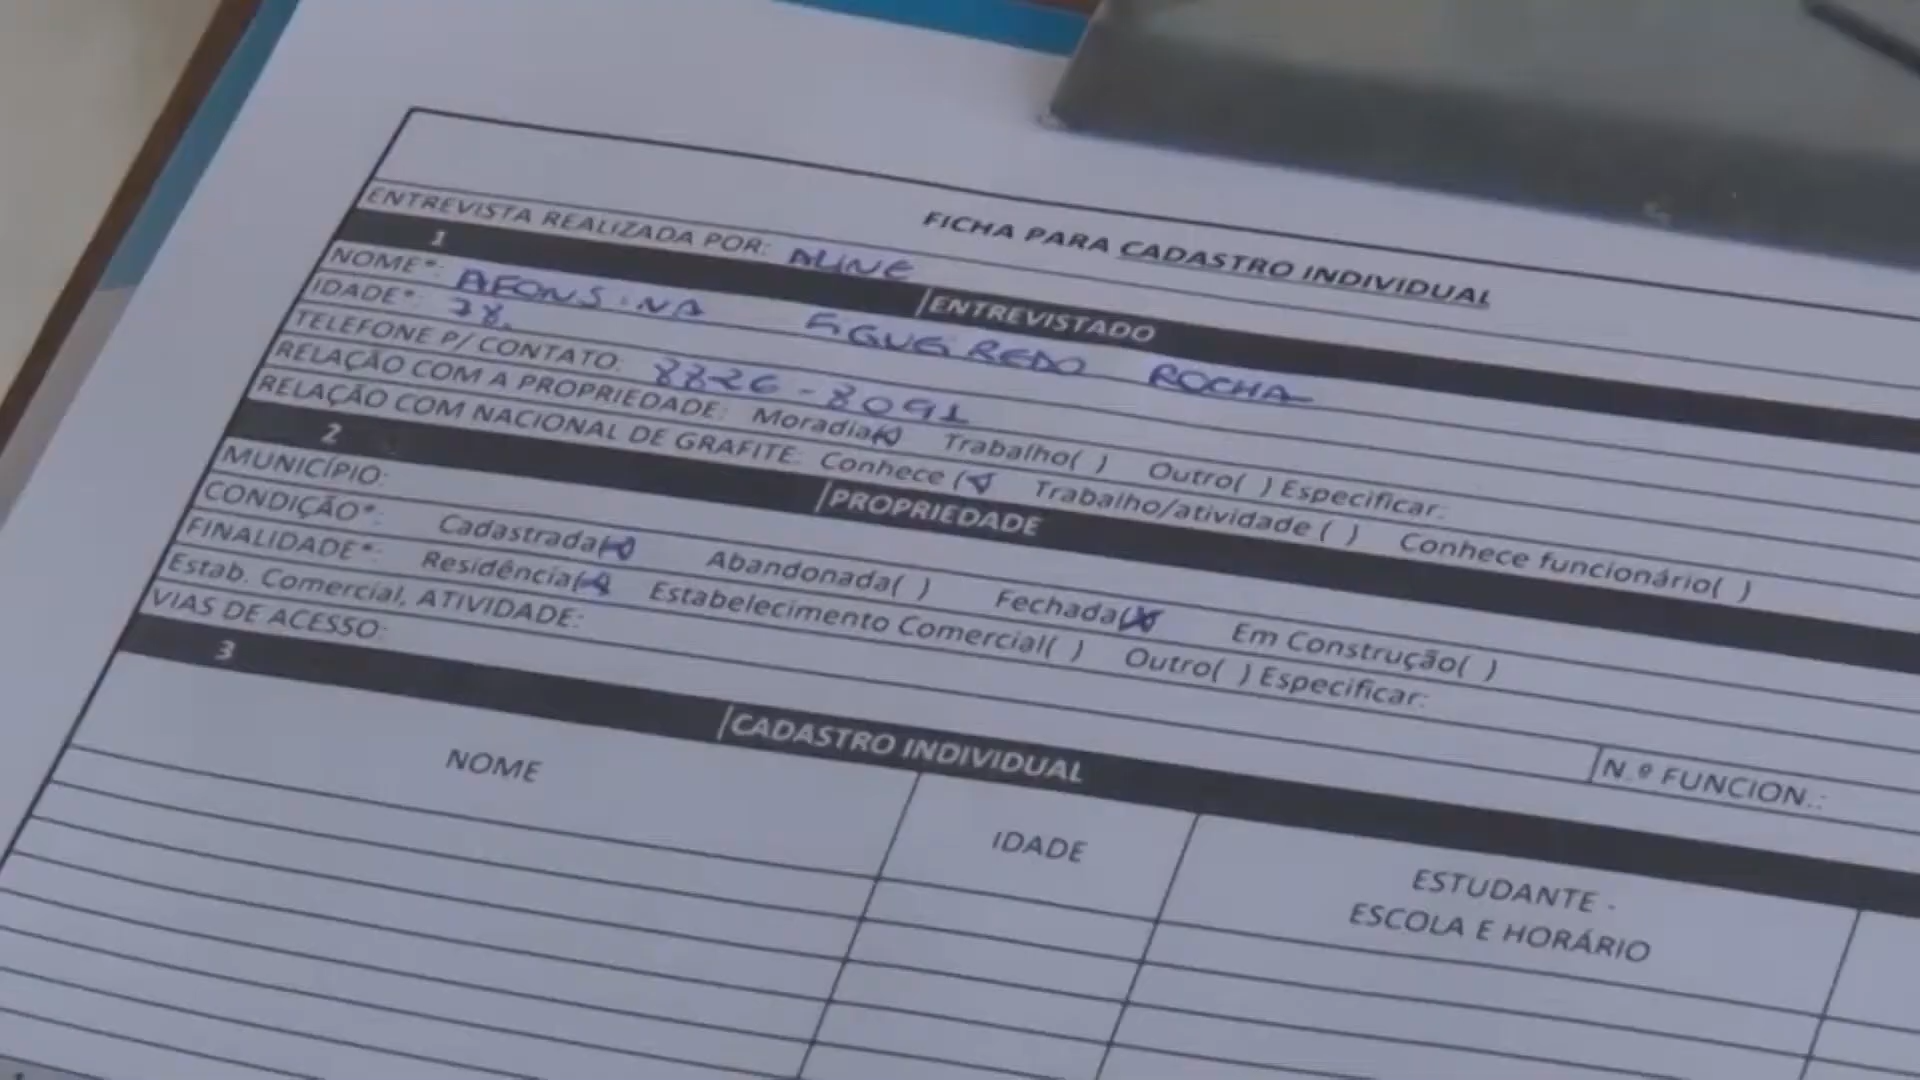 FICHA PARA CADASTRO INDIVIDUAL
ENTREVISTA REALIZADA POR: ALINE
1 ENTREVISTADO
NOME*: AFONSINA FIGUEIREDO ROCHA
IDADE*: 78.
TELEFONE P/ CONTATO: 8826-8091
RELAÇÃO COM A PROPRIEDADE: Moradia(x) Trabalho( ) Outro( ) Especificar:
RELAÇÃO COM NACIONAL DE GRAFITE: Conhece (x) Trabalho/atividade ( ) Conhece funcionário( )
2 PROPRIEDADE
MUNICÍPIO:
CONDIÇÃO*: Cadastrada(x) Abandonada( ) Fechada(x) Em Construção( )
FINALIDADE*: Residência(x) Estabelecimento Comercial( ) Outro( ) Especificar:
Estab. Comercial, ATIVIDADE: N.º FUNCION.:
VIAS DE ACESSO:
3 CADASTRO INDIVIDUAL
NOME IDADE ESTUDANTE -
ESCOLA E HORÁRIO